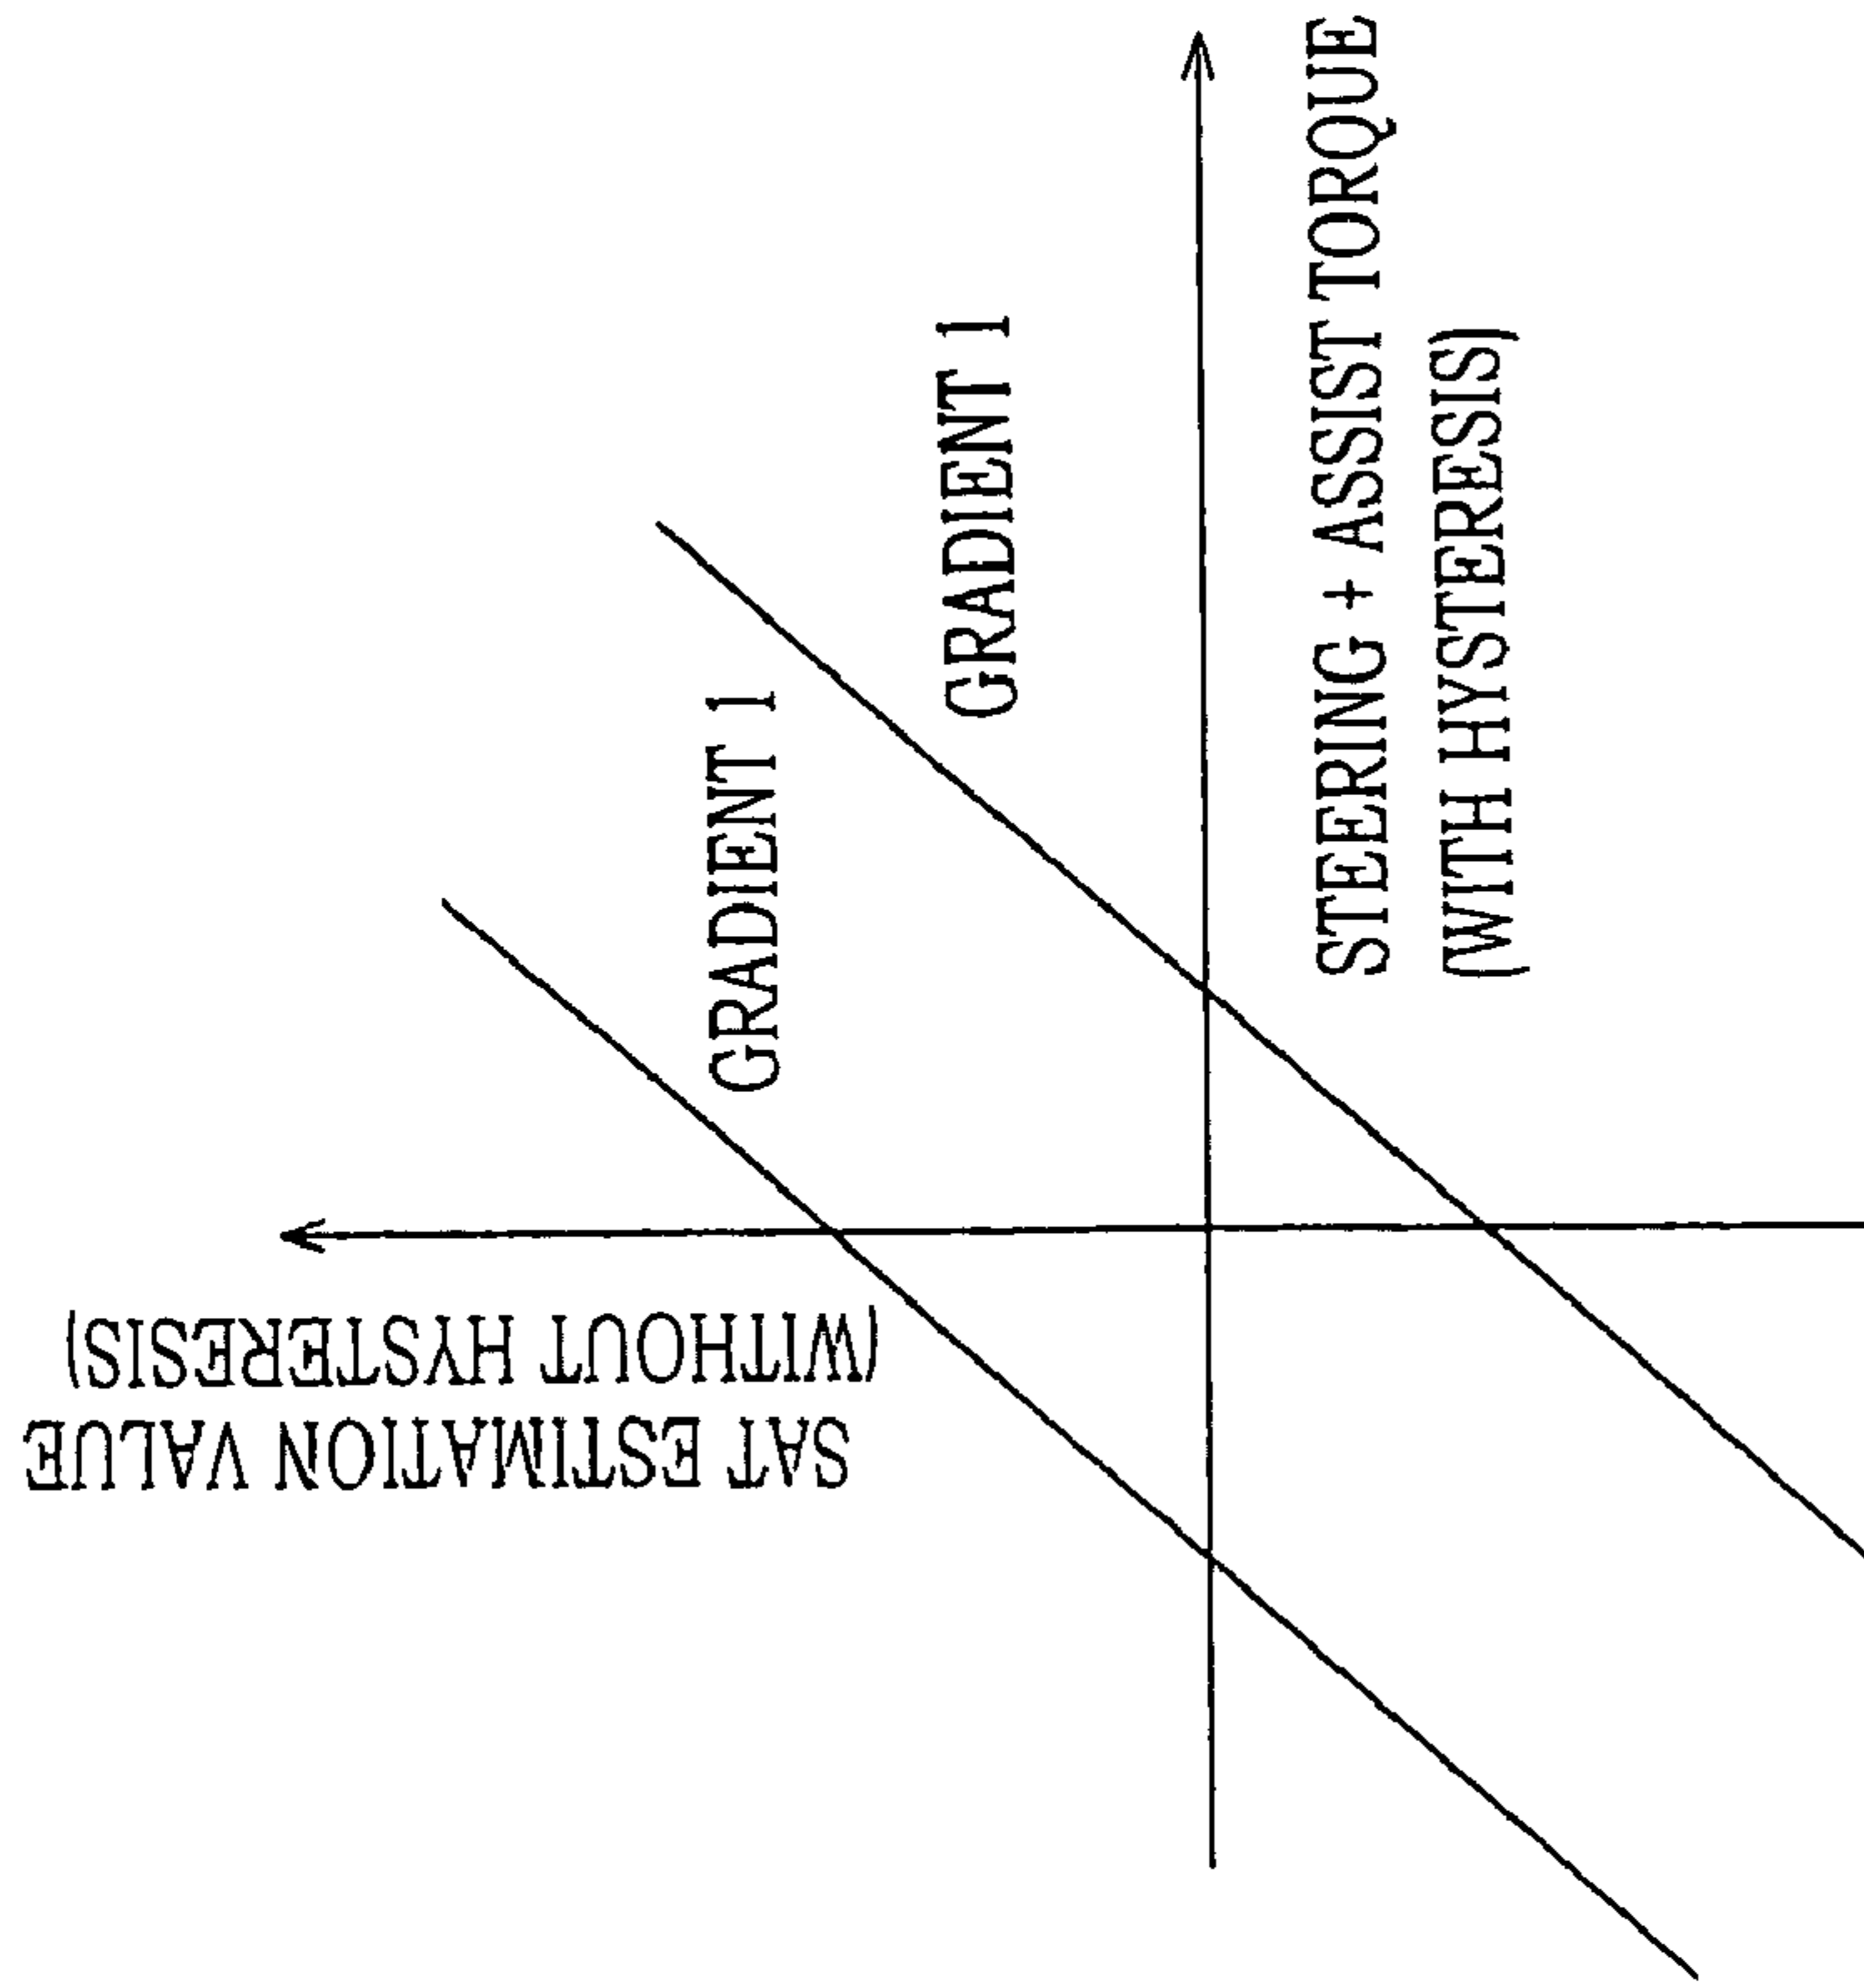 SAT ESTIMATION VALUE
(WITHOUT HYSTERESIS)
GRADIENT 1
GRADIENT 1
STEERING + ASSIST TORQUE
(WITH HYSTERESIS)